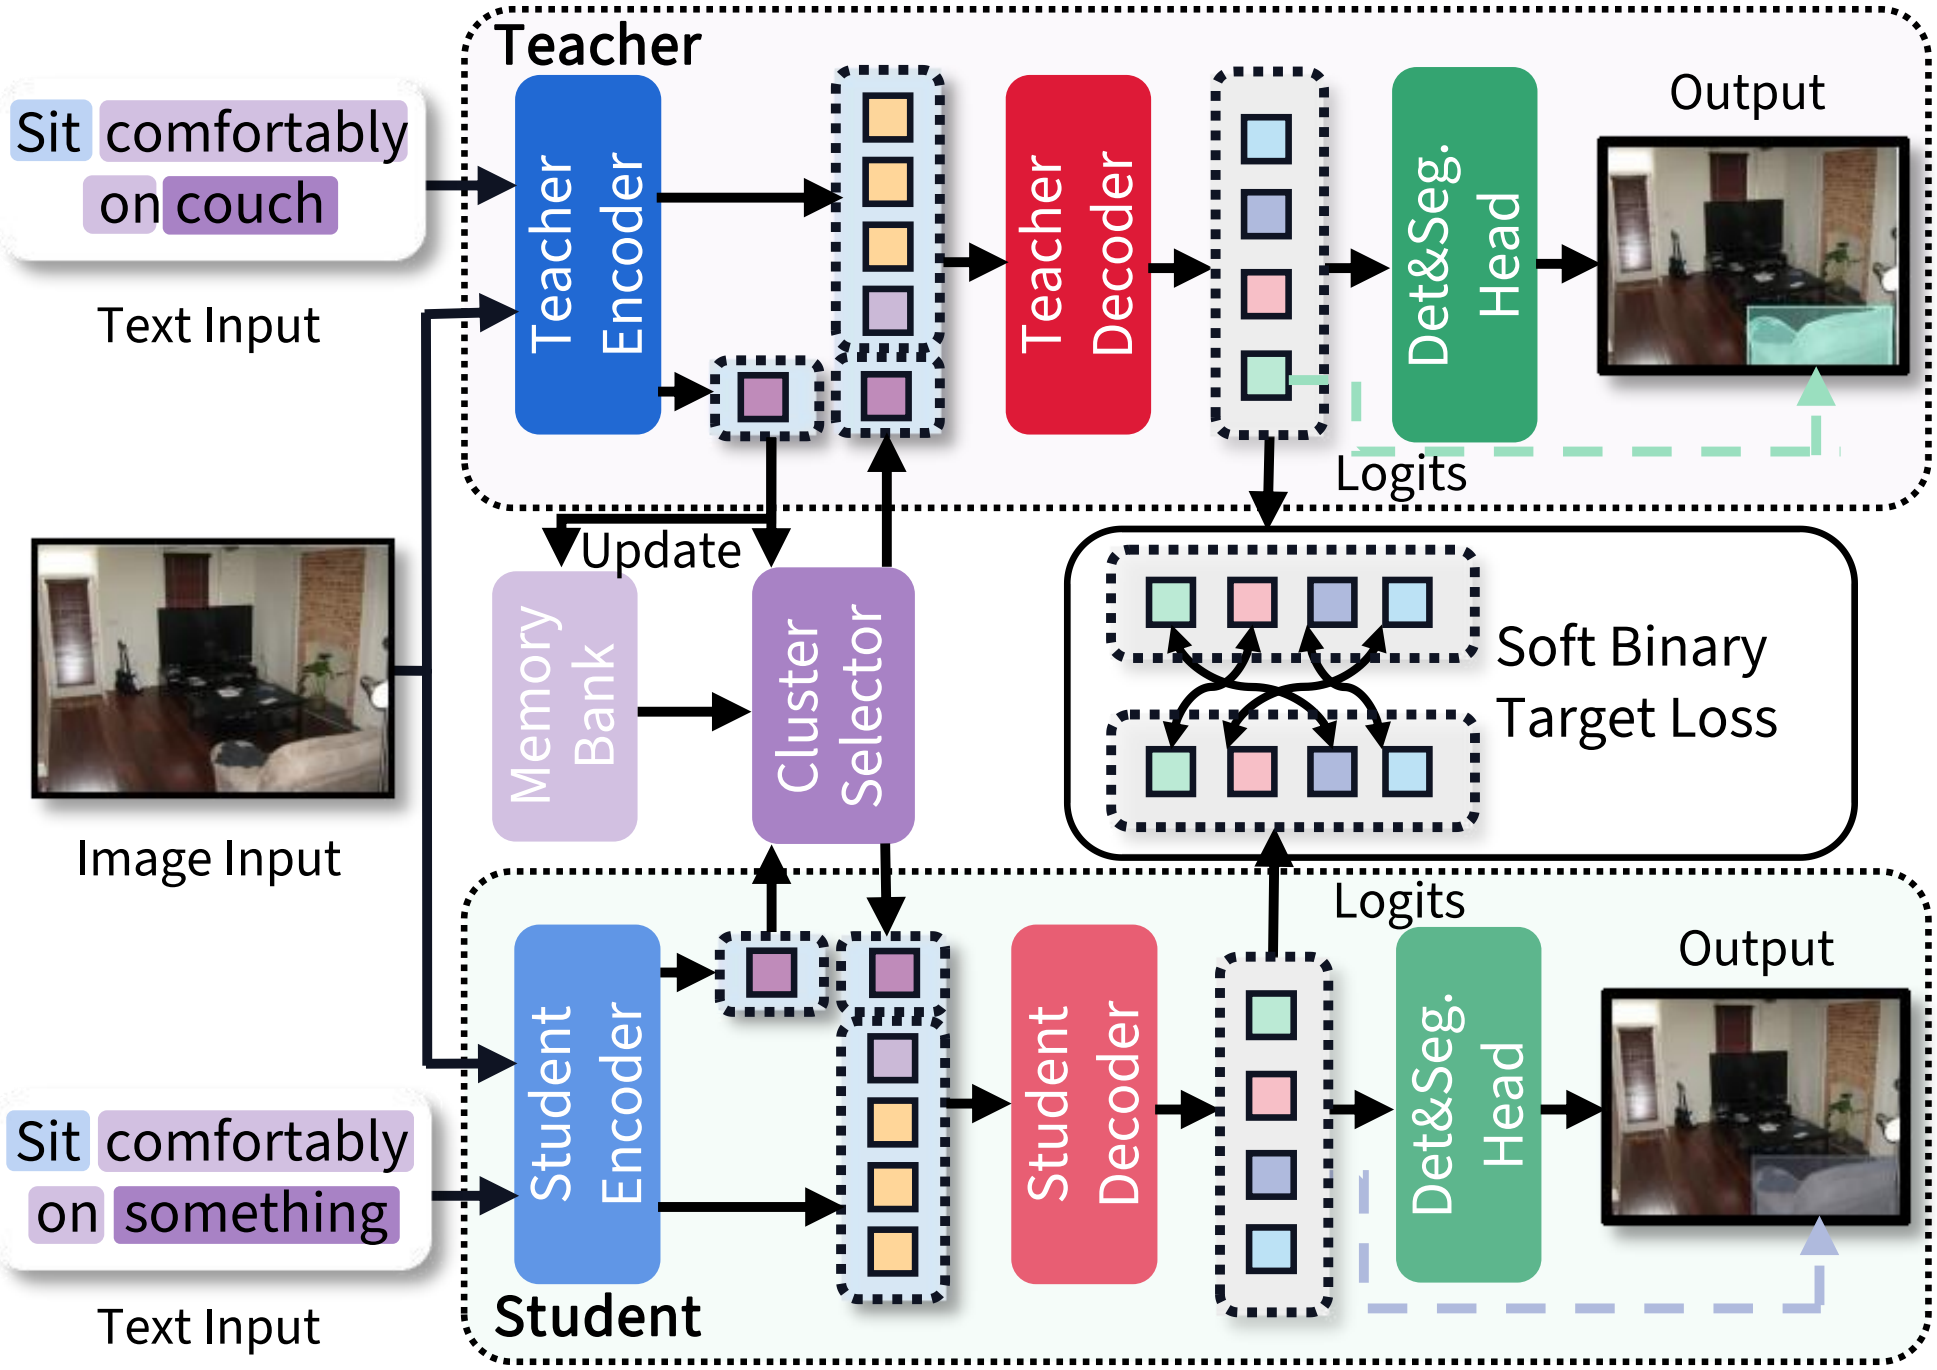 Teacher
Sit comfortably
on couch
Text Input
Teacher
Encoder
Teacher
Decoder
Det&Seg.
Head
Output
Logits
Update
Memory
Bank
Cluster
Selector
Soft Binary
Target Loss
Image Input
Logits
Output
Student
Encoder
Student
Decoder
Det&Seg.
Head
Sit comfortably
on something
Text Input
Student